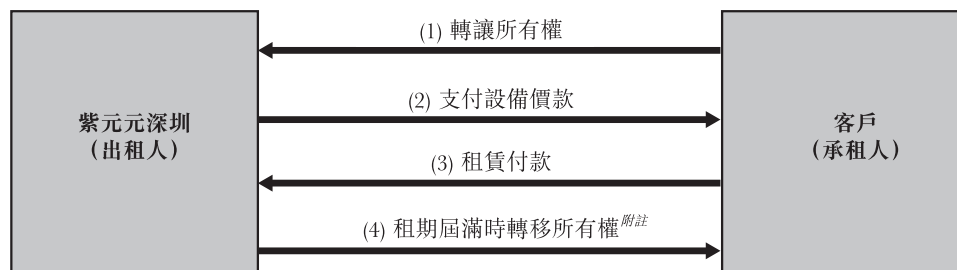 (1) 轉讓所有權
(2) 支付設備價款
紫元元深圳
(出租人)
客戶
(承租人)
(3) 租賃付款
(4) 租期屆滿時轉移所有權附註